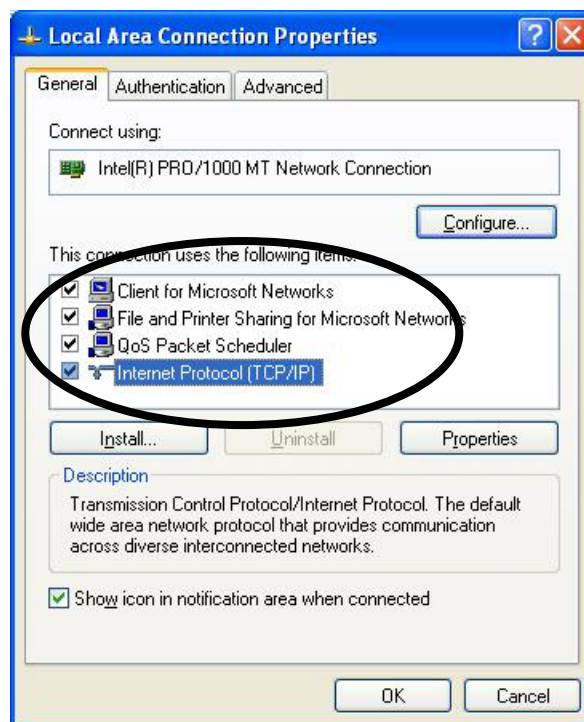 Local Area Connection Properties
General Authentication Advanced
Connect using:
Intel(R) PRO/1000 MT Network Connection
Configure...
This connection uses the following items:
Client for Microsoft Networks
File and Printer Sharing for Microsoft Networks
QoS Packet Scheduler
Internet Protocol (TCP/IP)
Install... Uninstall Properties
Description
Transmission Control Protocol/Internet Protocol. The default
wide area network protocol that provides communication
across diverse interconnected networks.
Show icon in notification area when connected
OK Cancel